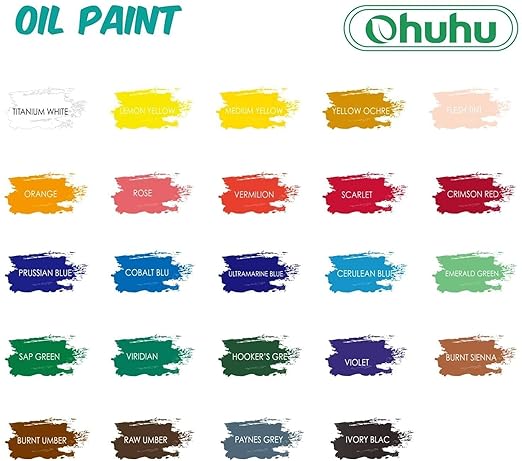 OIL PAINT
Ohuhu
TITANIUM WHITE
LEMON YELLOW
MEDIUM YELLOW
YELLOW OCHRE
FLESH TINT
ORANGE
ROSE
VERMILION
SCARLET
CRIMSON RED
PRUSSIAN BLUE
COBALT BLU
ULTRAMARINE BLUE
CERULEAN BLUE
EMERALD GREEN
SAP GREEN
VIRIDIAN
HOOKER'S GRE
VIOLET
BURNT SIENNA
BURNT UMBER
RAW UMBER
PAYNES GREY
IVORY BLAC